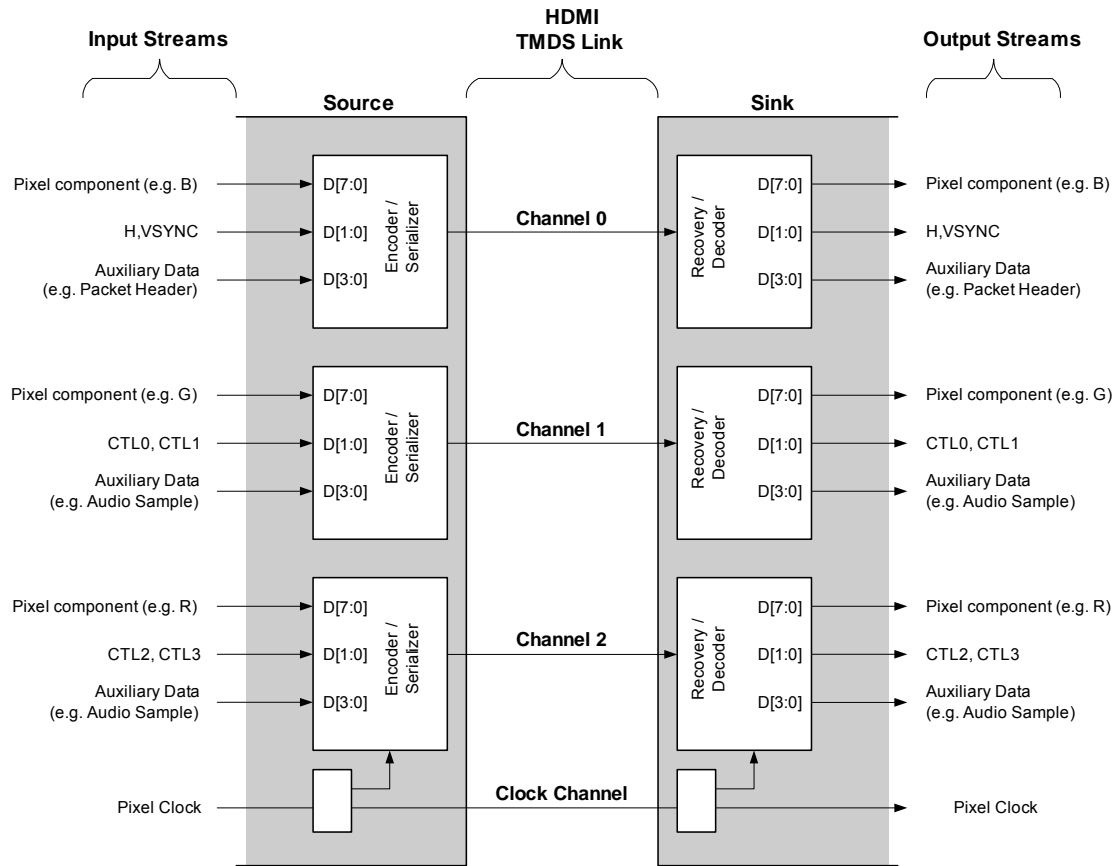 HDMI
TMDS Link
Input Streams
Output Streams
Source
Sink
Pixel component (e.g. B)
H,VSYNC
Auxiliary Data
(e.g. Packet Header)
D[7:0]
D[1:0]
D[3:0]
Encoder /
Serializer
Channel 0
Recovery /
Decoder
D[7:0]
D[1:0]
D[3:0]
Pixel component (e.g. B)
H,VSYNC
Auxiliary Data
(e.g. Packet Header)
Pixel component (e.g. G)
CTL0, CTL1
Auxiliary Data
(e.g. Audio Sample)
D[7:0]
D[1:0]
D[3:0]
Encoder /
Serializer
Channel 1
Recovery /
Decoder
D[7:0]
D[1:0]
D[3:0]
Pixel component (e.g. G)
CTL0, CTL1
Auxiliary Data
(e.g. Audio Sample)
Pixel component (e.g. R)
CTL2, CTL3
Auxiliary Data
(e.g. Audio Sample)
D[7:0]
D[1:0]
D[3:0]
Encoder /
Serializer
Channel 2
Recovery /
Decoder
D[7:0]
D[1:0]
D[3:0]
Pixel component (e.g. R)
CTL2, CTL3
Auxiliary Data
(e.g. Audio Sample)
Pixel Clock
Clock Channel
Pixel Clock